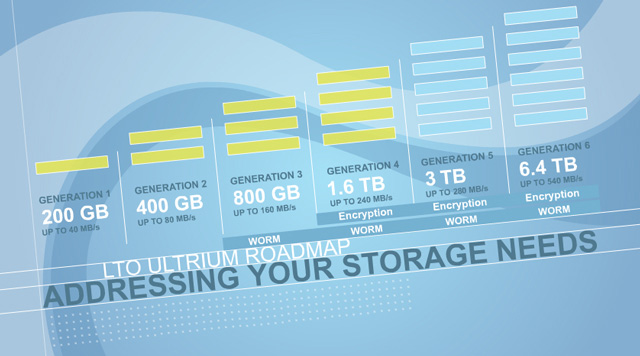 GENERATION 1
200 GB
UP TO 40 MB/s
GENERATION 2
400 GB
UP TO 80 MB/s
GENERATION 3
800 GB
UP TO 160 MB/s
WORM
GENERATION 4
1.6 TB
UP TO 240 MB/s
Encryption
WORM
GENERATION 5
3 TB
UP TO 280 MB/s
Encryption
WORM
GENERATION 6
6.4 TB
UP TO 540 MB/s
Encryption
WORM
LTO ULTRIUM ROADMAP
ADDRESSING YOUR STORAGE NEEDS